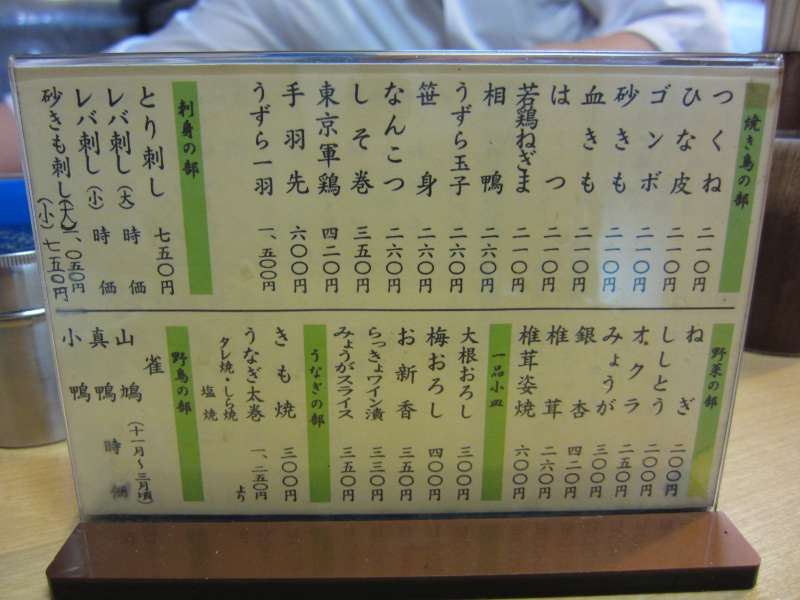 焼き鳥の部
つくね 二一〇円
ひな皮 二一〇円
ゴンボ 二一〇円
砂きも 二一〇円
血きも 二一〇円
はつ 二一〇円
若鶏ねぎま 二一〇円
相鴨 二六〇円
うずら玉子 二六〇円
笹身 二六〇円
なんこつ 二六〇円
しそ巻 三五〇円
東京軍鶏 四二〇円
手羽先 六〇〇円
うずら一羽 一、五〇〇円
刺身の部
とり刺し 七五〇円
レバ刺し(大) 時価
レバ刺し(小) 時価
砂きも刺し(大)一、〇五〇円
(小)七五〇円
野菜の部
ねぎ 二〇〇円
ししとう 二〇〇円
オクラ 二五〇円
みょうが 三〇〇円
銀杏 四二〇円
椎茸 二六〇円
椎茸姿焼 六〇〇円
一品小皿
大根おろし 三〇〇円
梅おろし 四〇〇円
お新香 三五〇円
らっきょワイン漬 三三〇円
みょうがスライス 三五〇円
うなぎの部
きも焼 三〇〇円
うなぎ太巻 一、二五〇円より
タレ焼・しら焼
塩焼
野鳥の部
雀 (十一月〜三月頃)
山鳩
真鴨 時価
小鴨